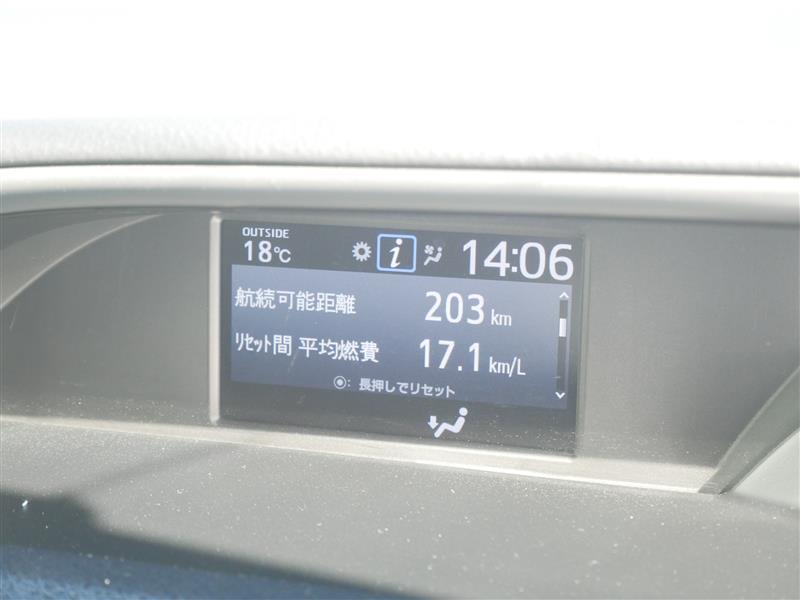 OUTSIDE
18℃ i 14:06
航続可能距離 203 km
リセット間 平均燃費 17.1 km/L
◉: 長押しでリセット